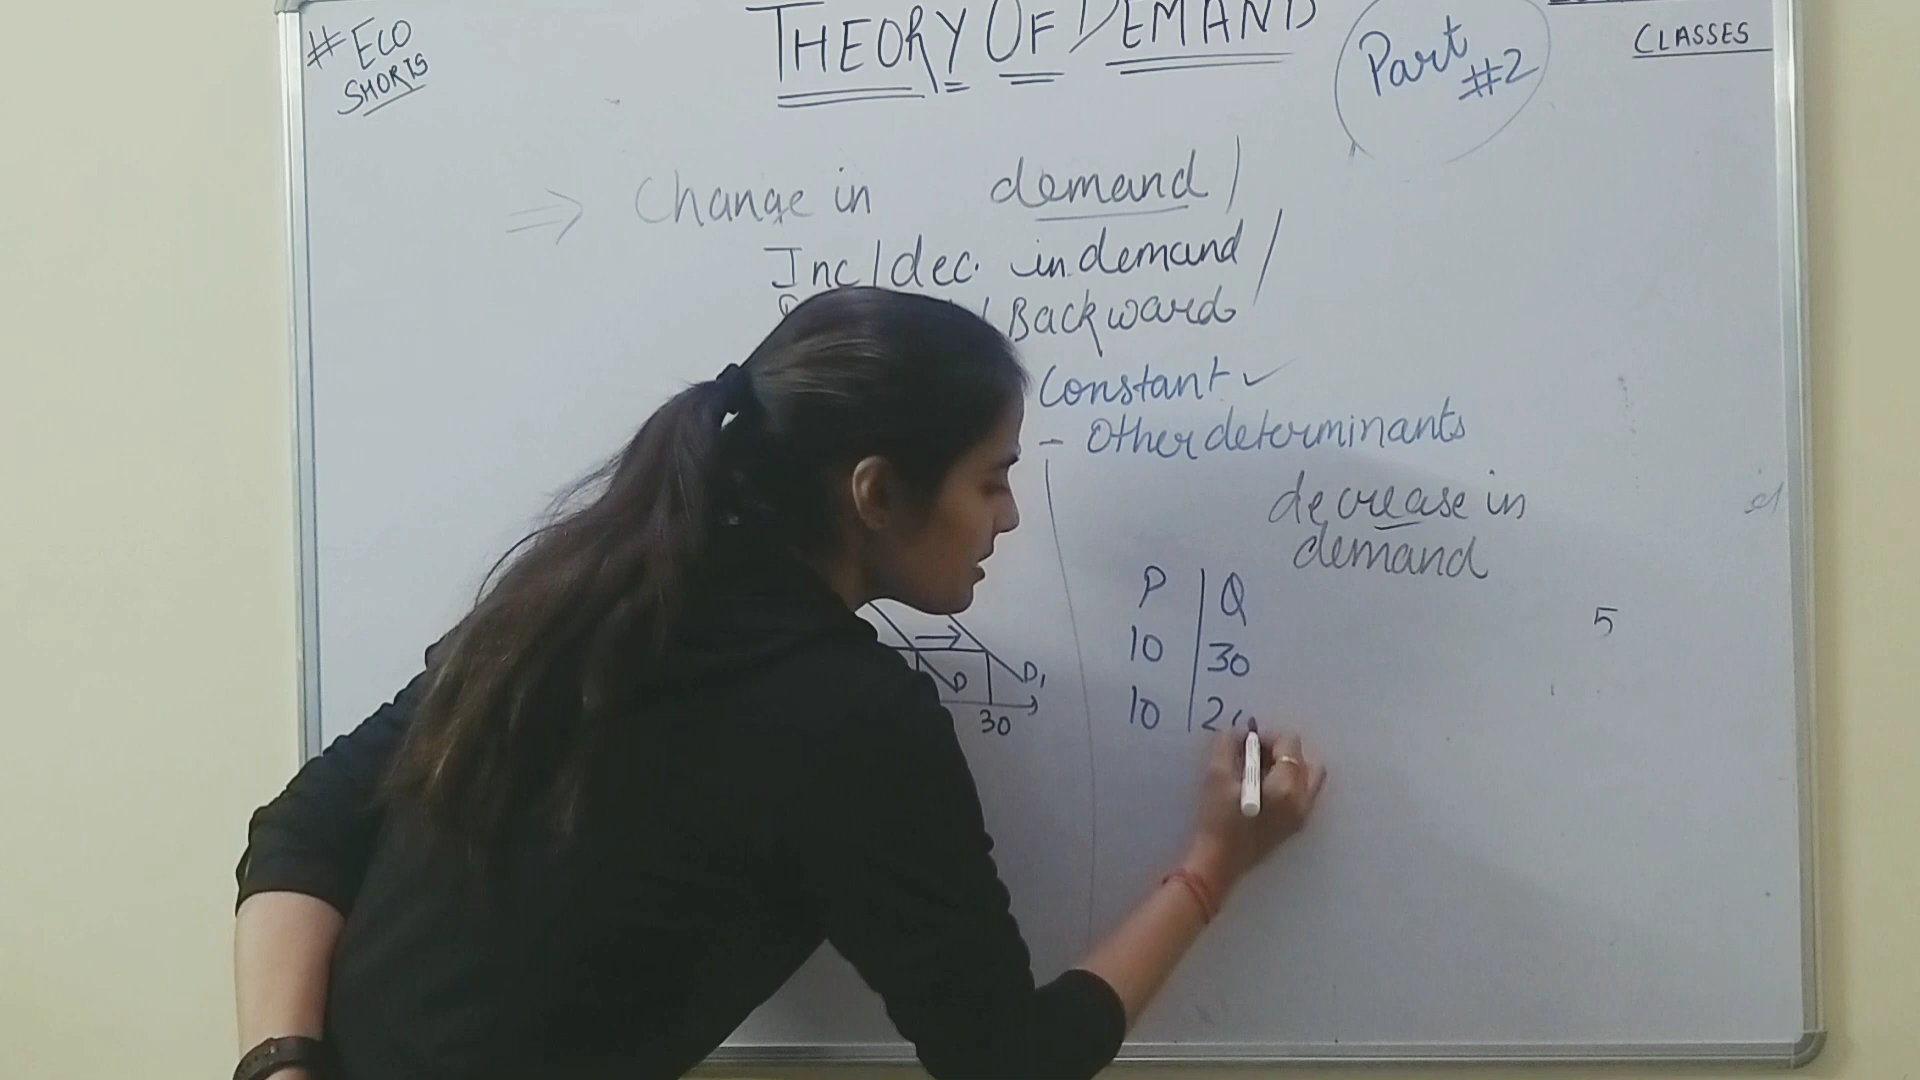 # ECO
SHORTS
THEORY OF DEMAND
Part
#2
CLASSES
⇒ Change in demand /
Inc/dec. in demand /
Backward
Constant ✓
- Other determinants
decrease in
demand
P | Q
10 | 30
10 | 2
5
D
D1
30
d